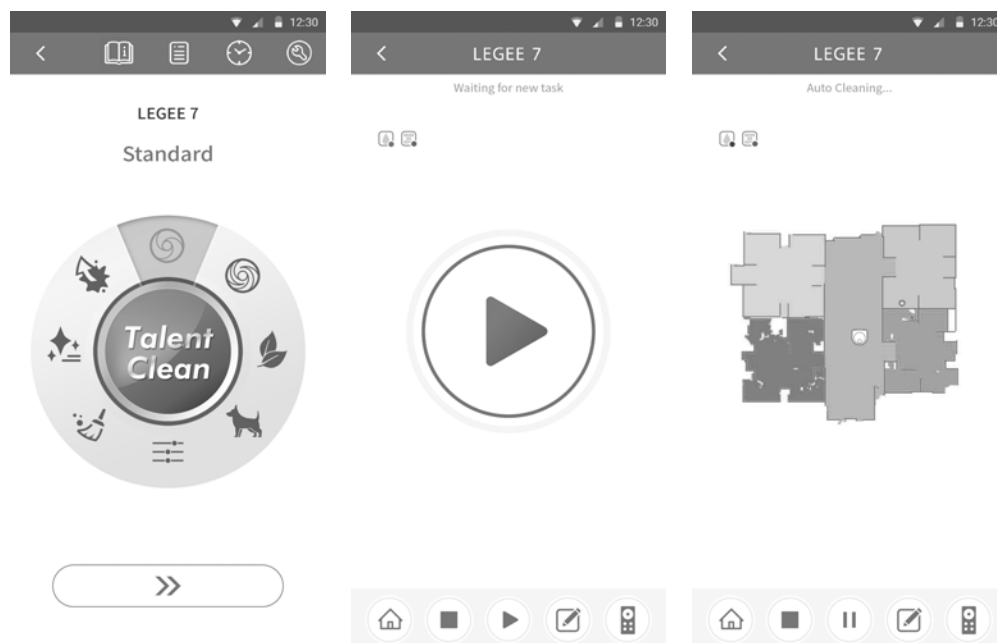 12:30
LEGEE 7
Standard
Talent
Clean
12:30
LEGEE 7
Waiting for new task
12:30
LEGEE 7
Auto Cleaning...